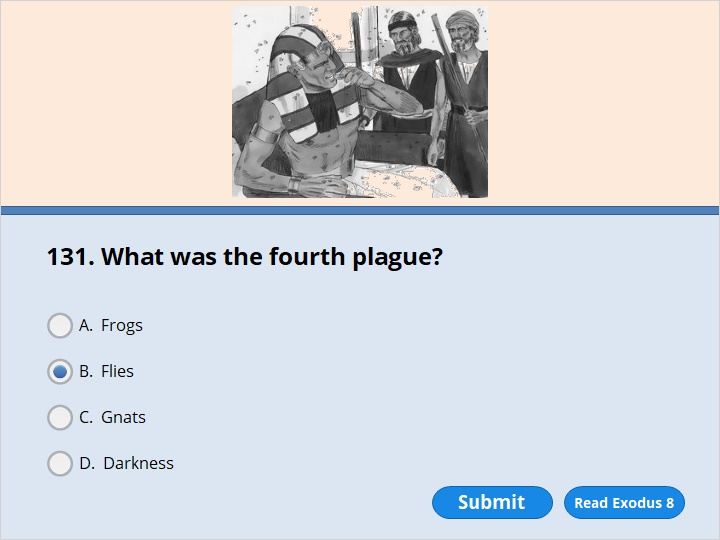 131. What was the fourth plague?
A. Frogs
B. Flies
C. Gnats
D. Darkness
Submit
Read Exodus 8